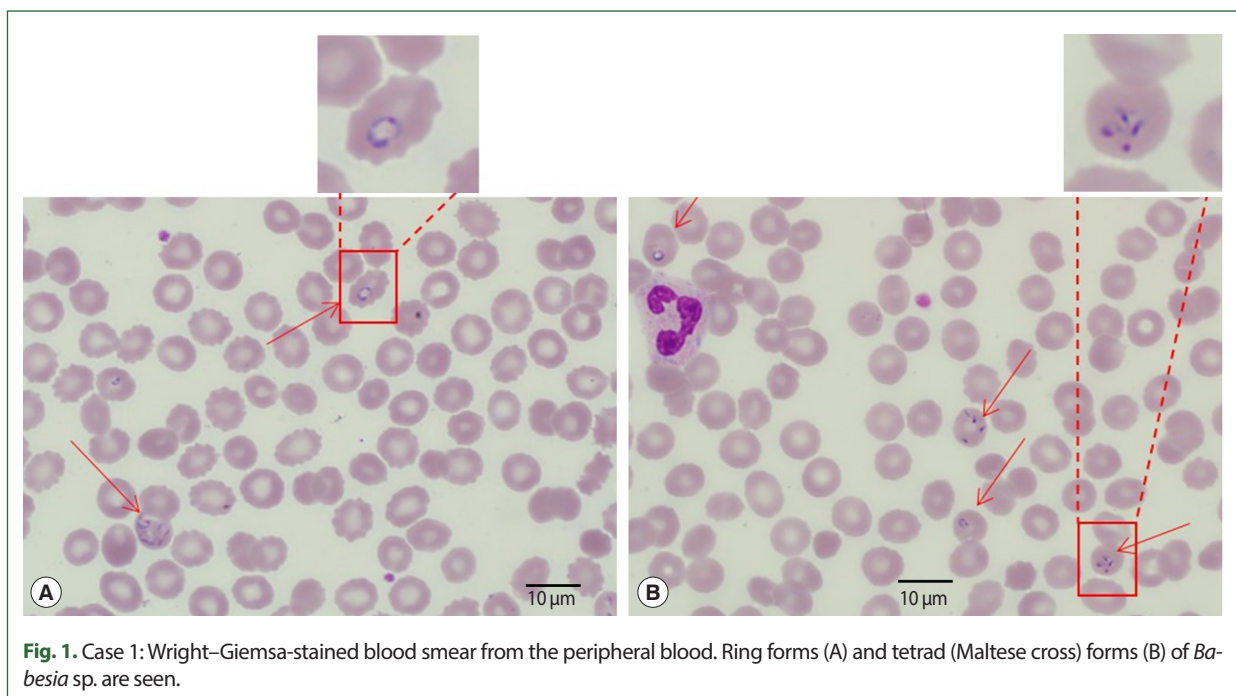 A
10 µm
B
10 µm
Fig. 1. Case 1: Wright–Giemsa-stained blood smear from the peripheral blood. Ring forms (A) and tetrad (Maltese cross) forms (B) of Ba-
besia sp. are seen.